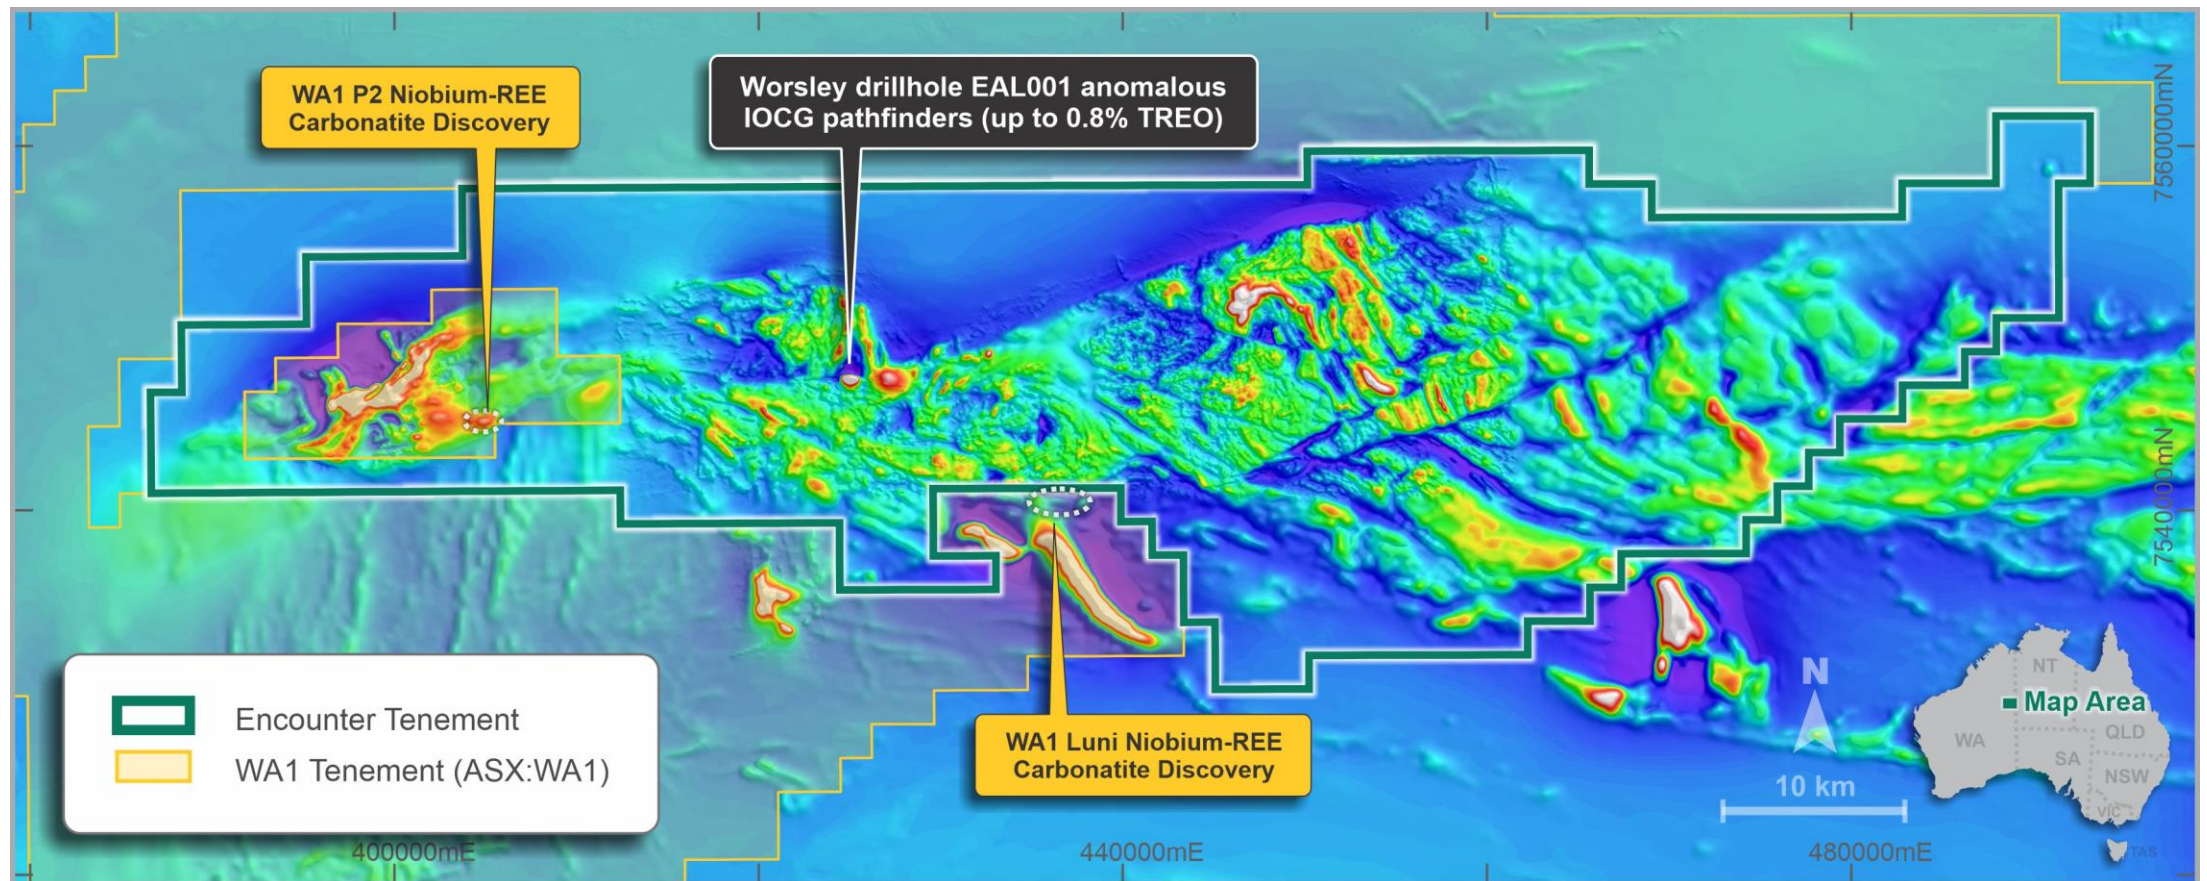 WA1 P2 Niobium-REE
Carbonatite Discovery
Worsley drillhole EAL001 anomalous
IOCG pathfinders (up to 0.8% TREO)
7560000mN
7540000mN
WA1 Luni Niobium-REE
Carbonatite Discovery
Encounter Tenement
WA1 Tenement (ASX:WA1)
N
10 km
400000mE
440000mE
480000mE
NT
Map Area
WA
QLD
SA
NSW
VIC
TAS